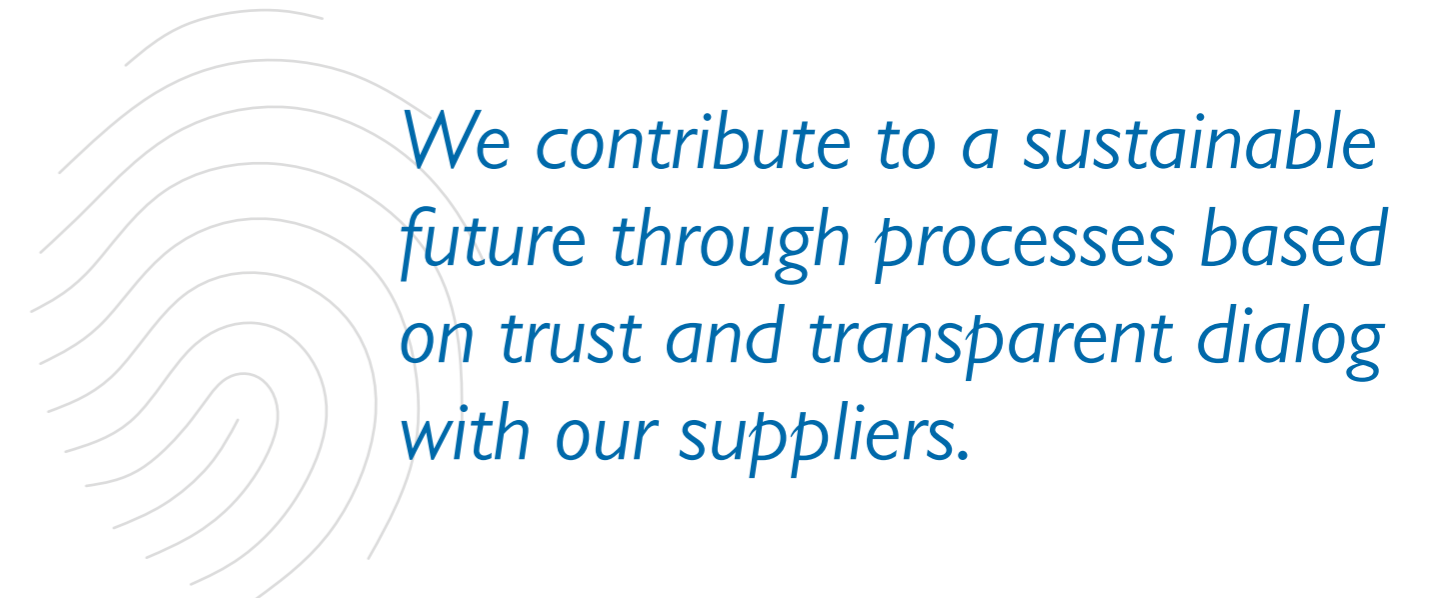 We contribute to a sustainable
future through processes based
on trust and transparent dialog
with our suppliers.